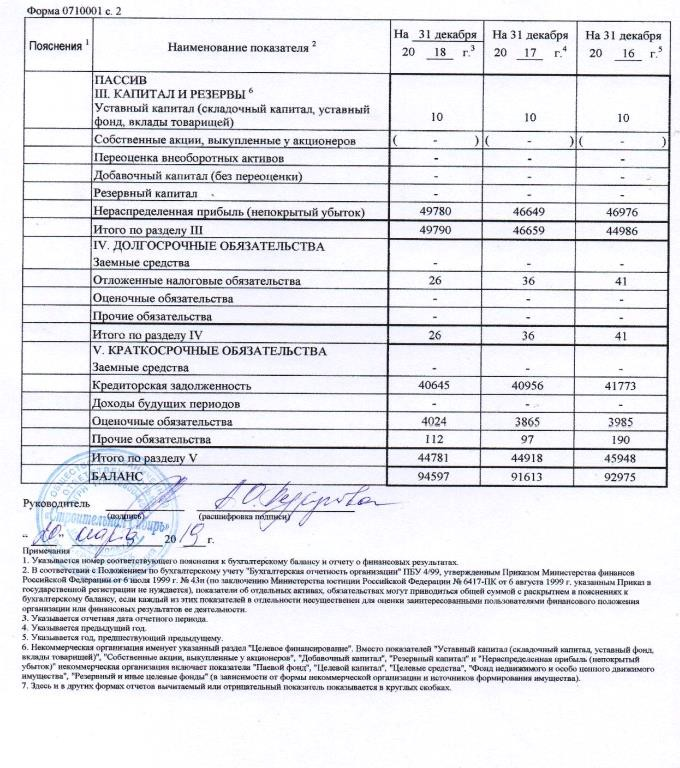 Форма 0710001 с. 2
Пояснения 1
Наименование показателя 2
На 31 декабря
20 18 г.3
На 31 декабря
20 17 г.4
На 31 декабря
20 16 г.5
ПАССИВ
III. КАПИТАЛ И РЕЗЕРВЫ 6
Уставный капитал (складочный капитал, уставный
фонд, вклады товарищей) 10 10 10
Собственные акции, выкупленные у акционеров ( - ) ( - ) ( - )
Переоценка внеоборотных активов - - -
Добавочный капитал (без переоценки) - - -
Резервный капитал - - -
Нераспределенная прибыль (непокрытый убыток) 49780 46649 46976
Итого по разделу III 49790 46659 44986
IV. ДОЛГОСРОЧНЫЕ ОБЯЗАТЕЛЬСТВА
Заемные средства - - -
Отложенные налоговые обязательства 26 36 41
Оценочные обязательства - - -
Прочие обязательства - - -
Итого по разделу IV 26 36 41
V. КРАТКОСРОЧНЫЕ ОБЯЗАТЕЛЬСТВА
Заемные средства - - -
Кредиторская задолженность 40645 40956 41773
Доходы будущих периодов - - -
Оценочные обязательства 4024 3865 3985
Прочие обязательства 112 97 190
Итого по разделу V 44781 44918 45948
БАЛАНС 94597 91613 92975
Руководитель
(подпись) (расшифровка подписи)
"20" марта 2019 г.
Примечания
1. Указывается номер соответствующего пояснения к бухгалтерскому балансу и отчету о финансовых результатах.
2. В соответствии с Положением по бухгалтерскому учету "Бухгалтерская отчетность организации" ПБУ 4/99, утвержденным Приказом Министерства финансов
Российской Федерации от 6 июля 1999 г. № 43н (по заключению Министерства юстиции Российской Федерации № 6417-ПК от 6 августа 1999 г. указанным Приказ в
государственной регистрации не нуждается), показатели об отдельных активах, обязательствах могут приводиться общей суммой с раскрытием в пояснениях к
бухгалтерскому балансу, если каждый из этих показателей в отдельности несущественен для оценки заинтересованными пользователями финансового положения
организации или финансовых результатов ее деятельности.
3. Указывается отчетная дата отчетного периода.
4. Указывается предыдущий год.
5. Указывается год, предшествующий предыдущему.
6. Некоммерческая организация именует указанный раздел "Целевое финансирование". Вместо показателей "Уставный капитал (складочный капитал, уставный фонд,
вклады товарищей)", "Собственные акции, выкупленные у акционеров", "Добавочный капитал", "Резервный капитал" и "Нераспределенная прибыль (непокрытый
убыток)" некоммерческая организация включает показатели "Паевой фонд", "Целевой капитал", "Целевые средства", "Фонд недвижимого и особо ценного движимого
имущества", "Резервный и иные целевые фонды" (в зависимости от формы некоммерческой организации и источников формирования имущества).
7. Здесь и в других формах отчетов вычитаемый или отрицательный показатель показывается в круглых скобках.